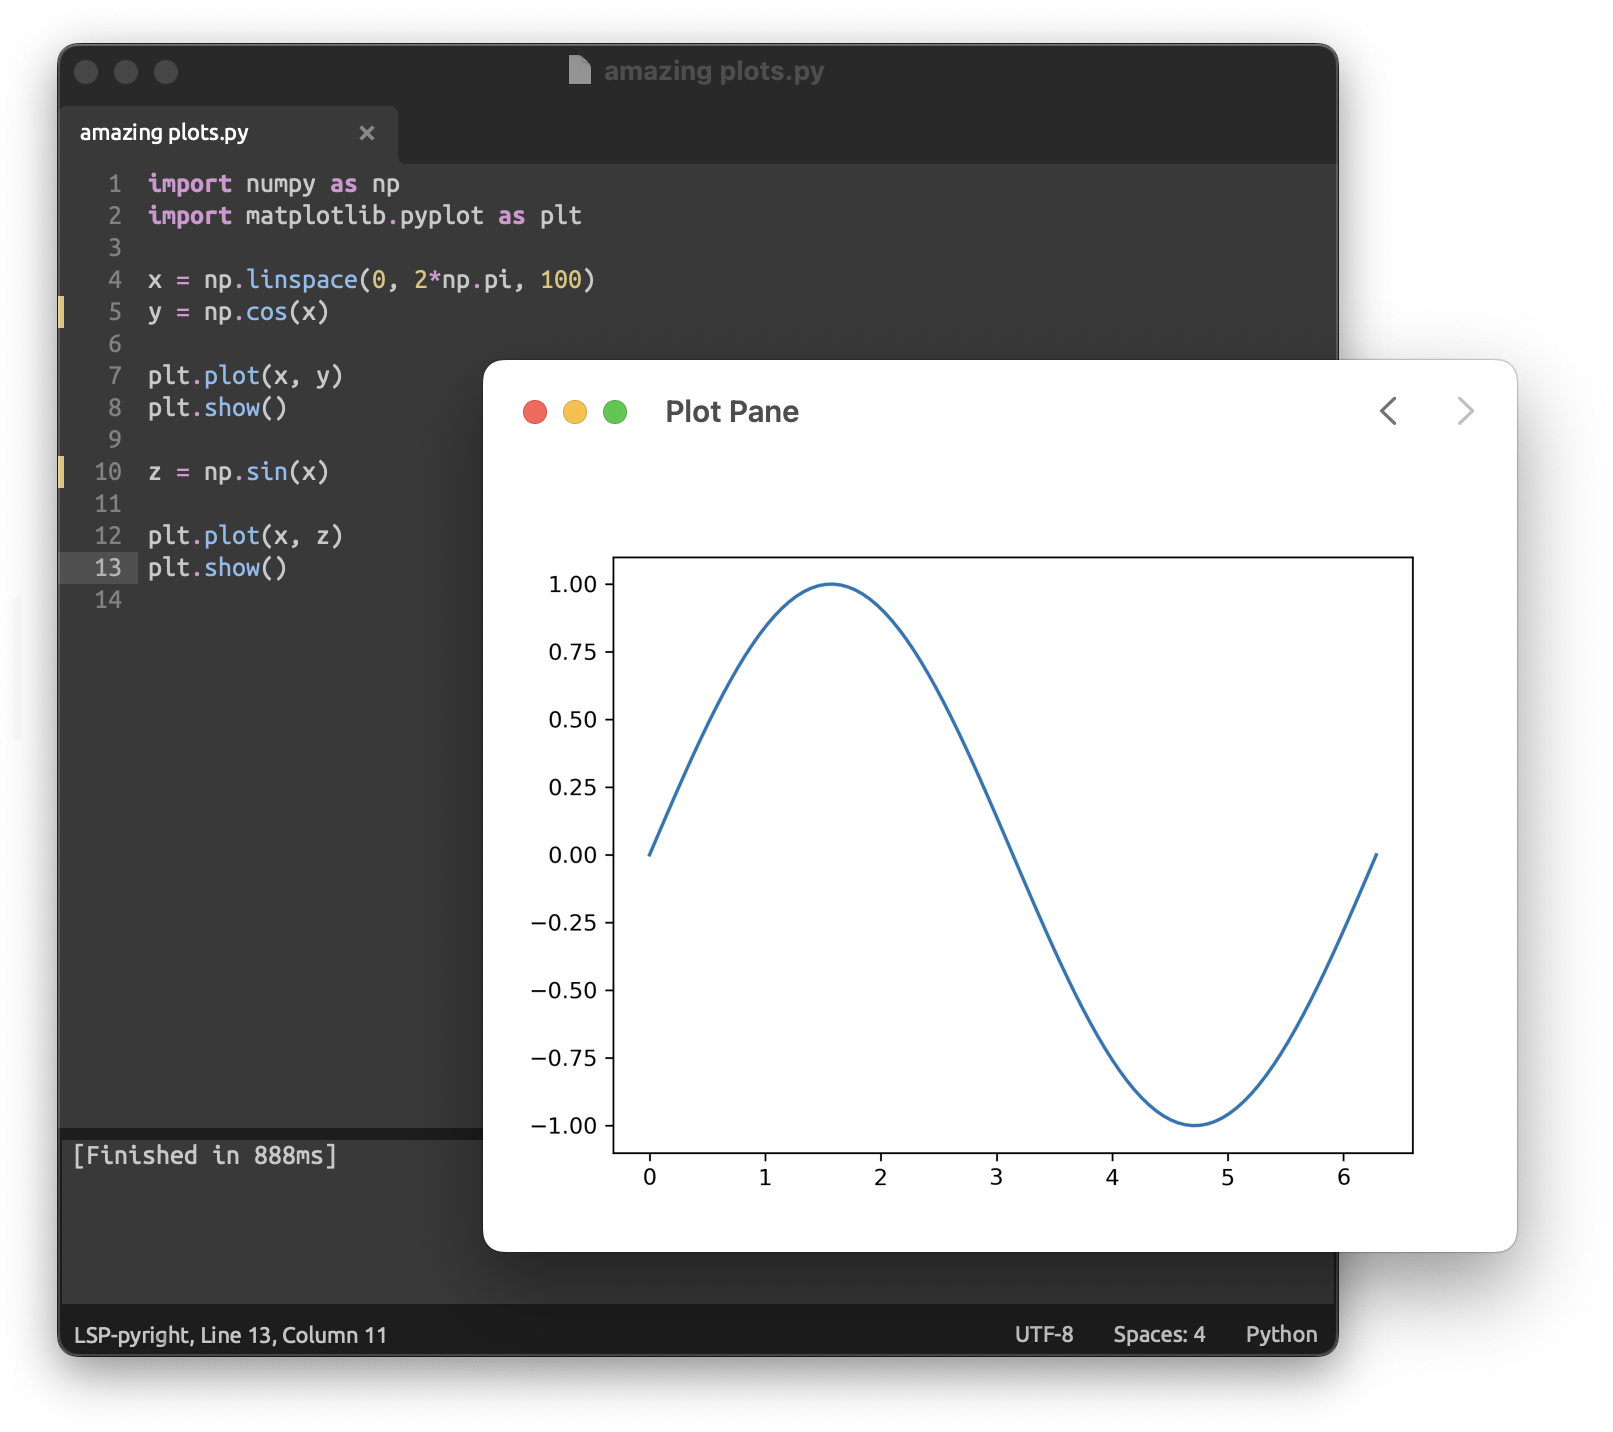 amazing plots.py
amazing plots.py ×
1 import numpy as np
2 import matplotlib.pyplot as plt
3
4 x = np.linspace(0, 2*np.pi, 100)
5 y = np.cos(x)
6
7 plt.plot(x, y)
8 plt.show()
9
10 z = np.sin(x)
11
12 plt.plot(x, z)
13 plt.show()
14
Plot Pane
1.00
0.75
0.50
0.25
0.00
−0.25
−0.50
−0.75
−1.00
0 1 2 3 4 5 6
[Finished in 888ms]
LSP-pyright, Line 13, Column 11 UTF-8 Spaces: 4 Python